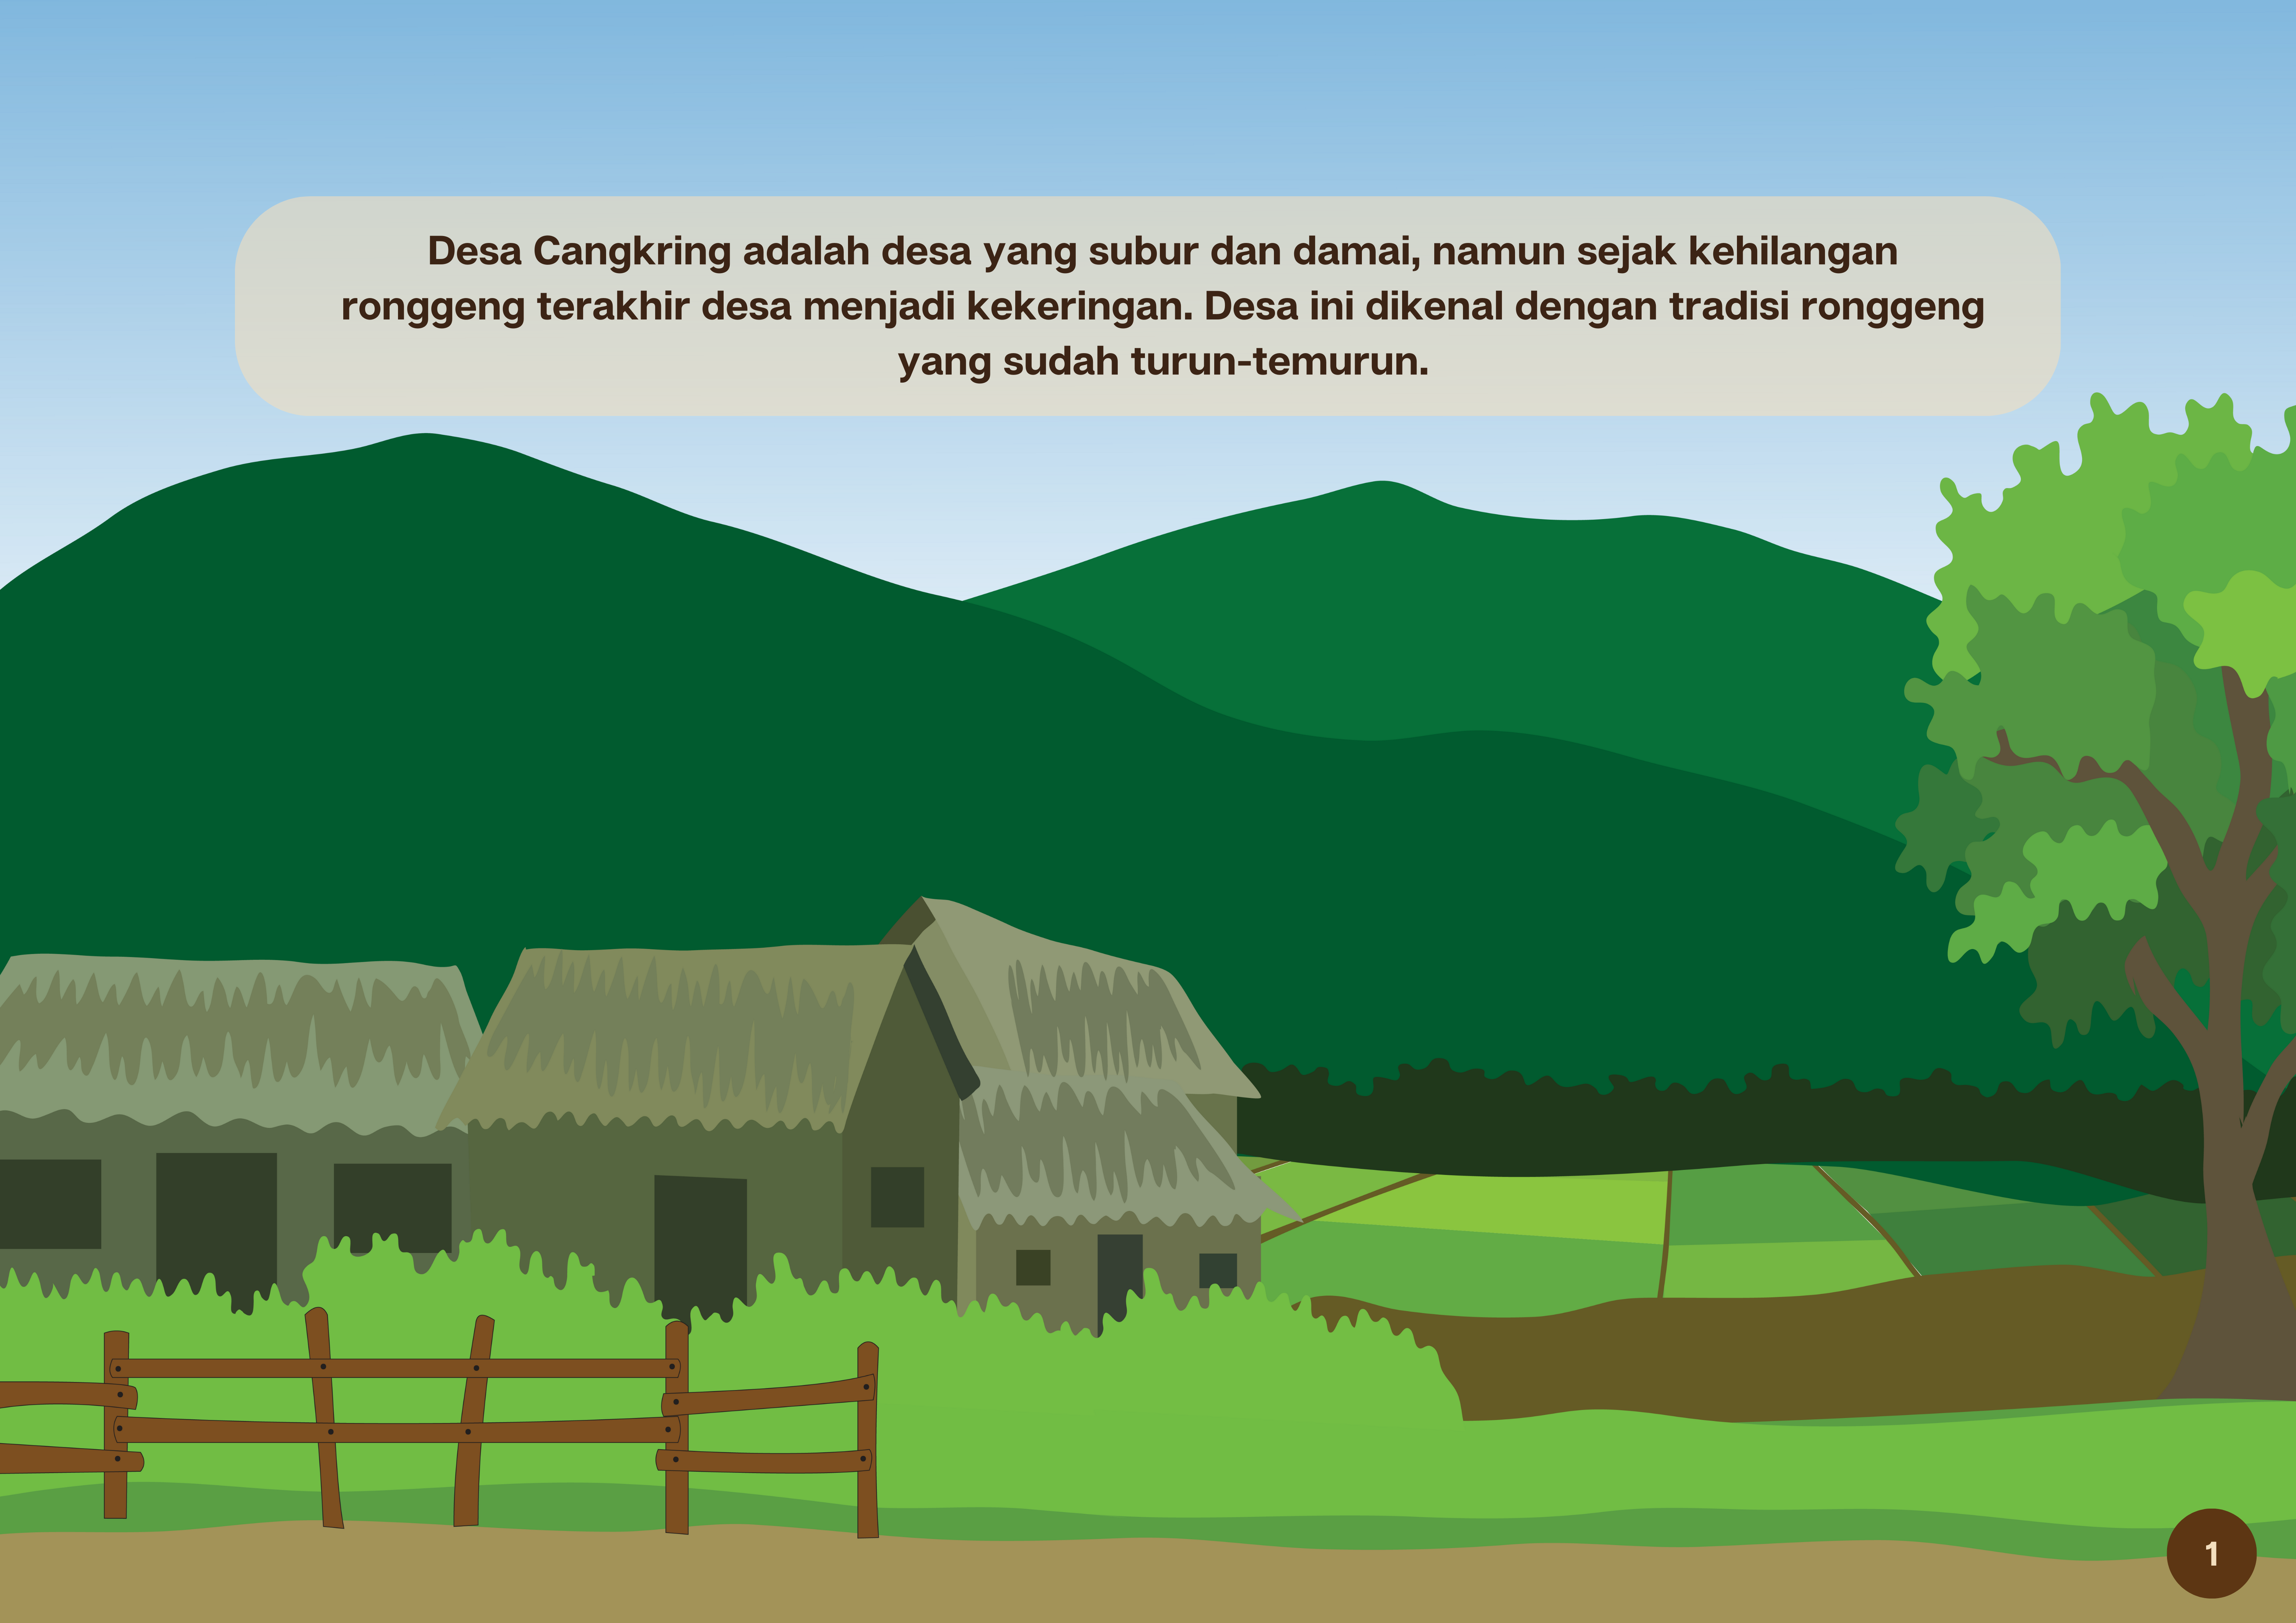 Desa Cangkring adalah desa yang subur dan damai, namun sejak kehilangan
ronggeng terakhir desa menjadi kekeringan. Desa ini dikenal dengan tradisi ronggeng
yang sudah turun-temurun.
1